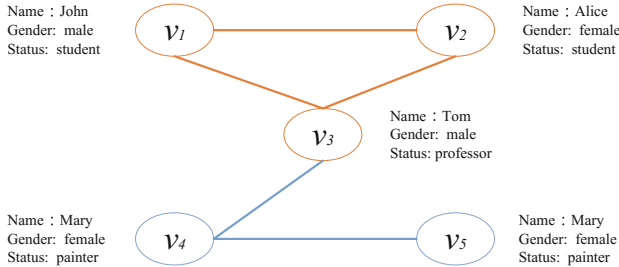 Name : John
Gender: male
Status: student
v1
v2
Name : Alice
Gender: female
Status: student
v3
Name : Tom
Gender: male
Status: professor
Name : Mary
Gender: female
Status: painter
v4
v5
Name : Mary
Gender: female
Status: painter